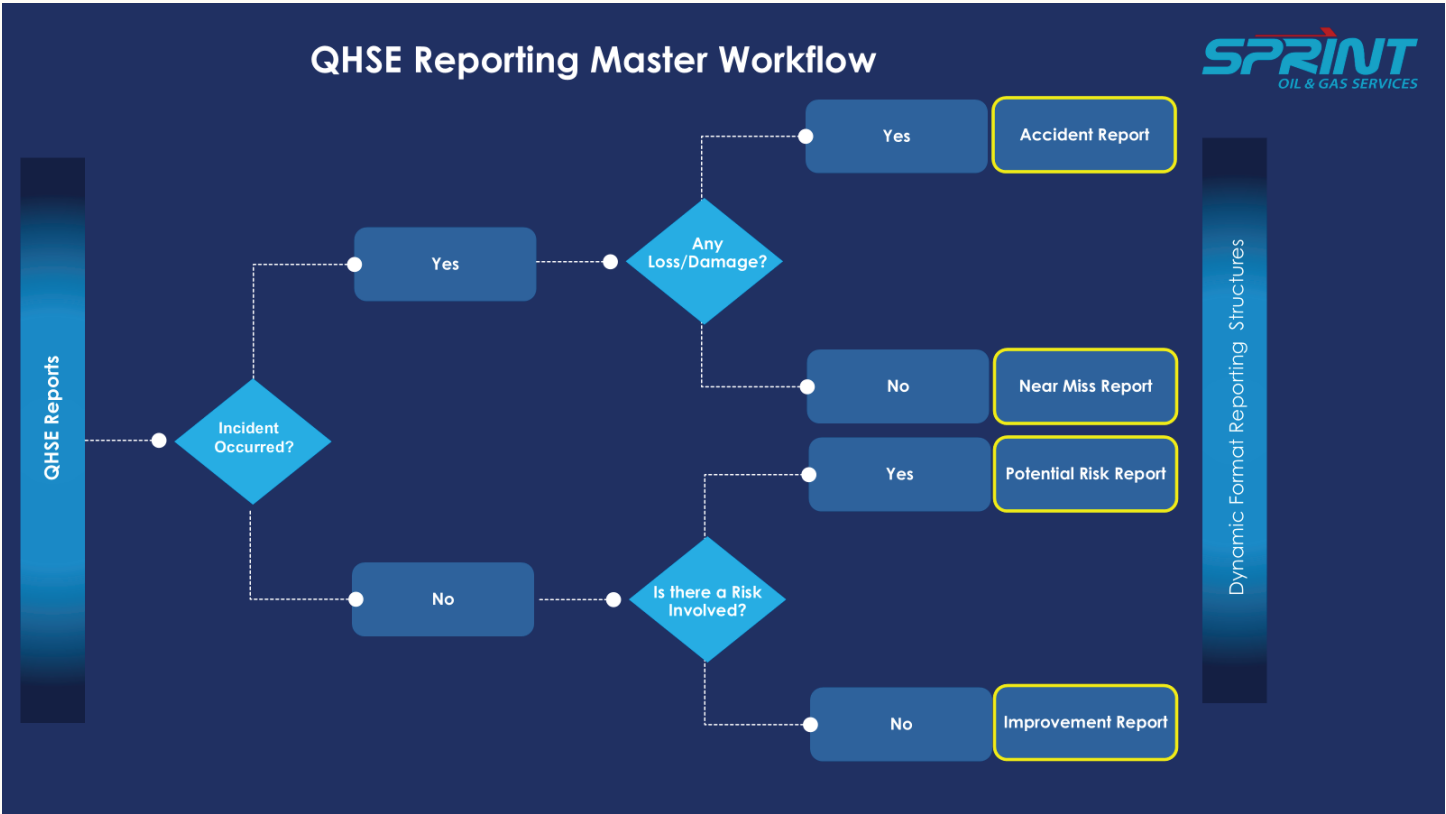 QHSE Reporting Master Workflow
SPRINT
OIL & GAS SERVICES
QHSE Reports
Incident
Occurred?
Yes
Any
Loss/Damage?
Yes
Accident Report
No
Near Miss Report
No
Is there a Risk
Involved?
Yes
Potential Risk Report
No
Improvement Report
Dynamic Format Reporting Structures